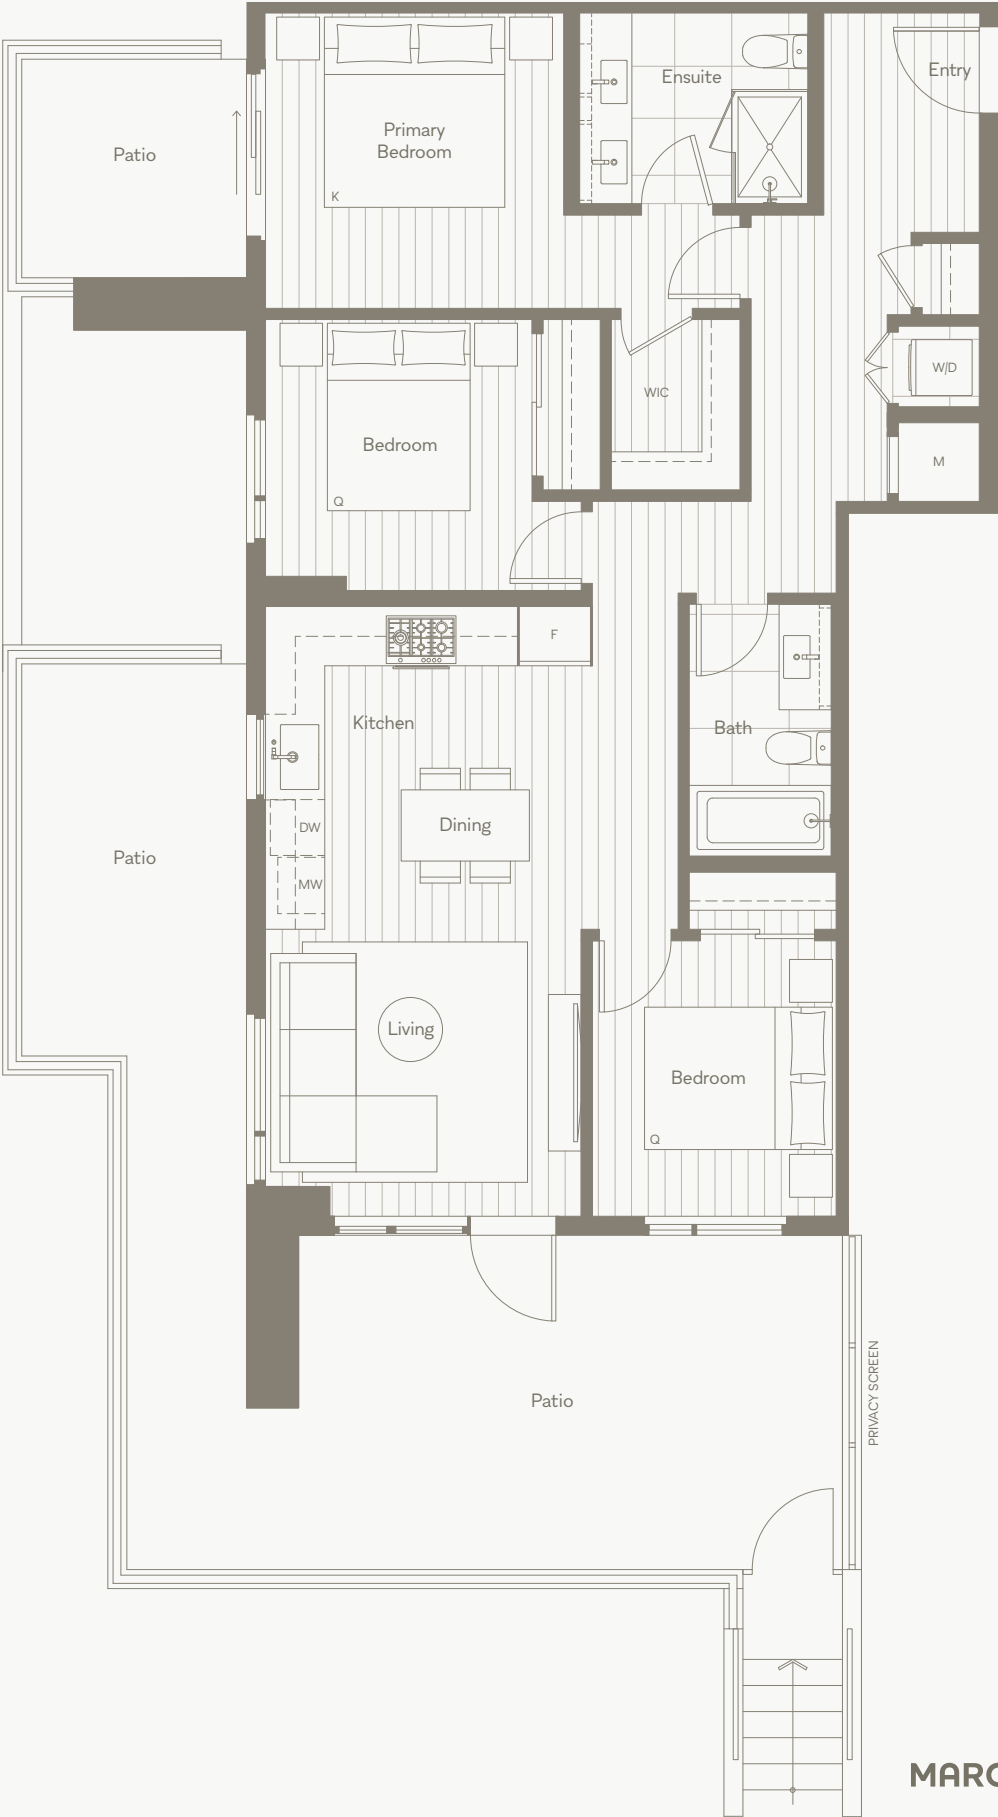 Entry
Ensuite
Primary
Bedroom
Patio
K
W/D
WIC
Bedroom
M
Q
F
Kitchen
Bath
Dining
DW
Patio
MW
Living
Bedroom
Q
PRIVACY SCREEN
Patio